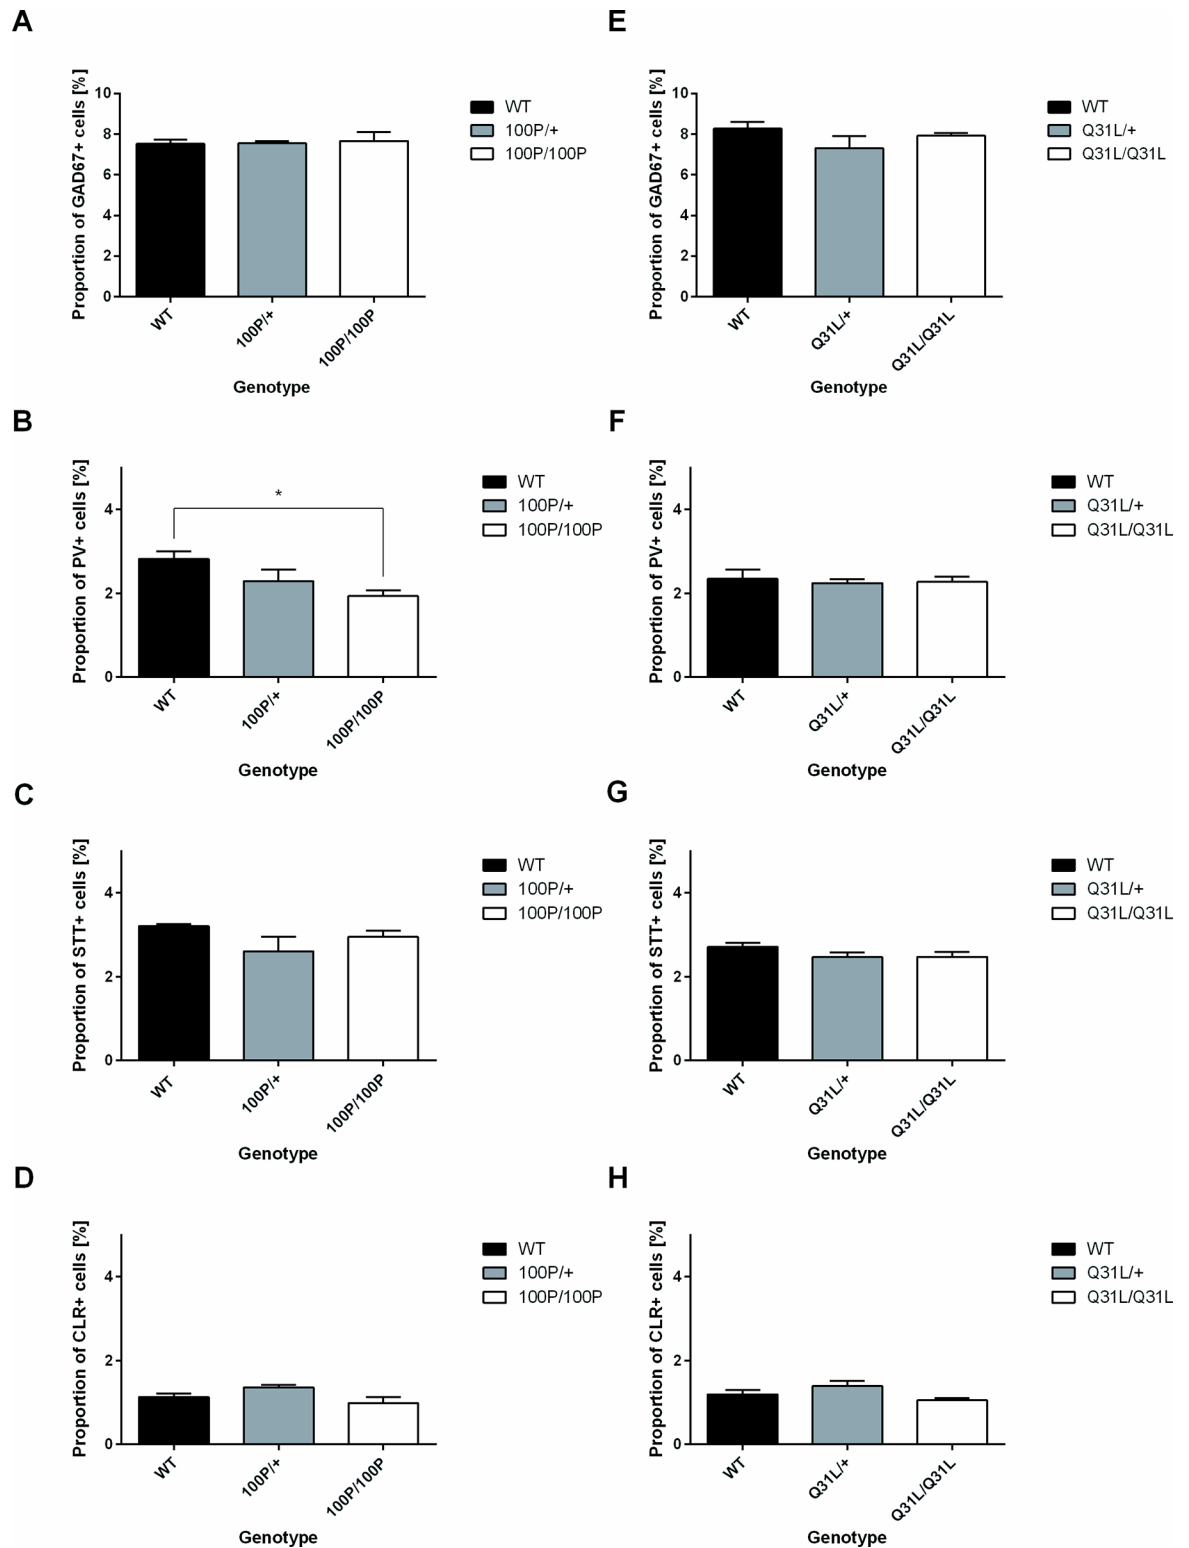 A
Proportion of GAD67+ cells [%]
10
8
6
4
2
0
WT
100P/+
100P/100P
Genotype
WT
100P/+
100P/100P
E
Proportion of GAD67+ cells [%]
10
8
6
4
2
0
WT
Q31L/+
Q31L/Q31L
Genotype
WT
Q31L/+
Q31L/Q31L
B
Proportion of PV+ cells [%]
4
2
0
*
WT
100P/+
100P/100P
Genotype
WT
100P/+
100P/100P
F
Proportion of PV+ cells [%]
4
2
0
WT
Q31L/+
Q31L/Q31L
Genotype
WT
Q31L/+
Q31L/Q31L
C
Proportion of STT+ cells [%]
4
2
0
WT
100P/+
100P/100P
Genotype
WT
100P/+
100P/100P
G
Proportion of STT+ cells [%]
4
2
0
WT
Q31L/+
Q31L/Q31L
Genotype
WT
Q31L/+
Q31L/Q31L
D
Proportion of CLR+ cells [%]
4
2
0
WT
100P/+
100P/100P
Genotype
WT
100P/+
100P/100P
H
Proportion of CLR+ cells [%]
4
2
0
WT
Q31L/+
Q31L/Q31L
Genotype
WT
Q31L/+
Q31L/Q31L